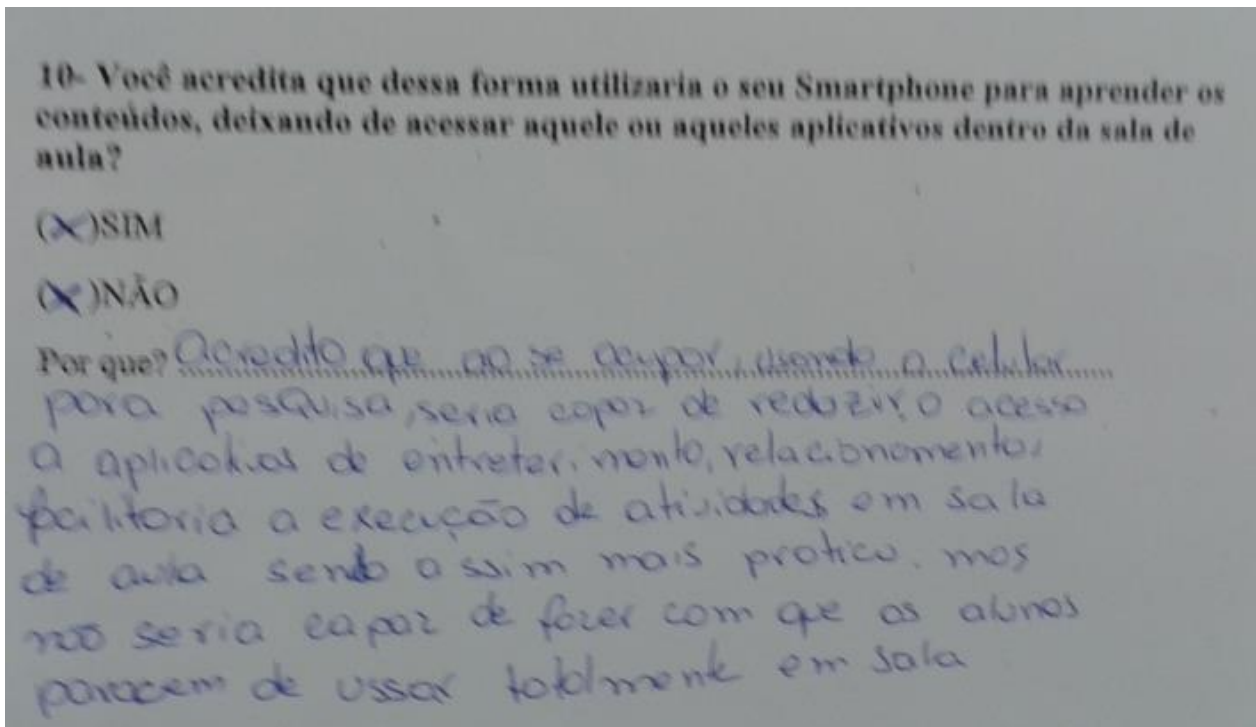 10- Você acredita que dessa forma utilizaria o seu Smartphone para aprender os
conteúdos, deixando de acessar aquele ou aqueles aplicativos dentro da sala de
aula?
(X)SIM
(X)NÃO
Por que? Acredito que ao se ocupar, usando o celular
para pesquisa, seria capaz de reduzir, o acesso
a aplicativos de entreter. mento, relacionamento,
facilitaria a execução de atividades em sala
de aula sendo assim mais pratico. mas
não seria capaz de fazer com que os alunos
paracem de ussar totalmente em sala